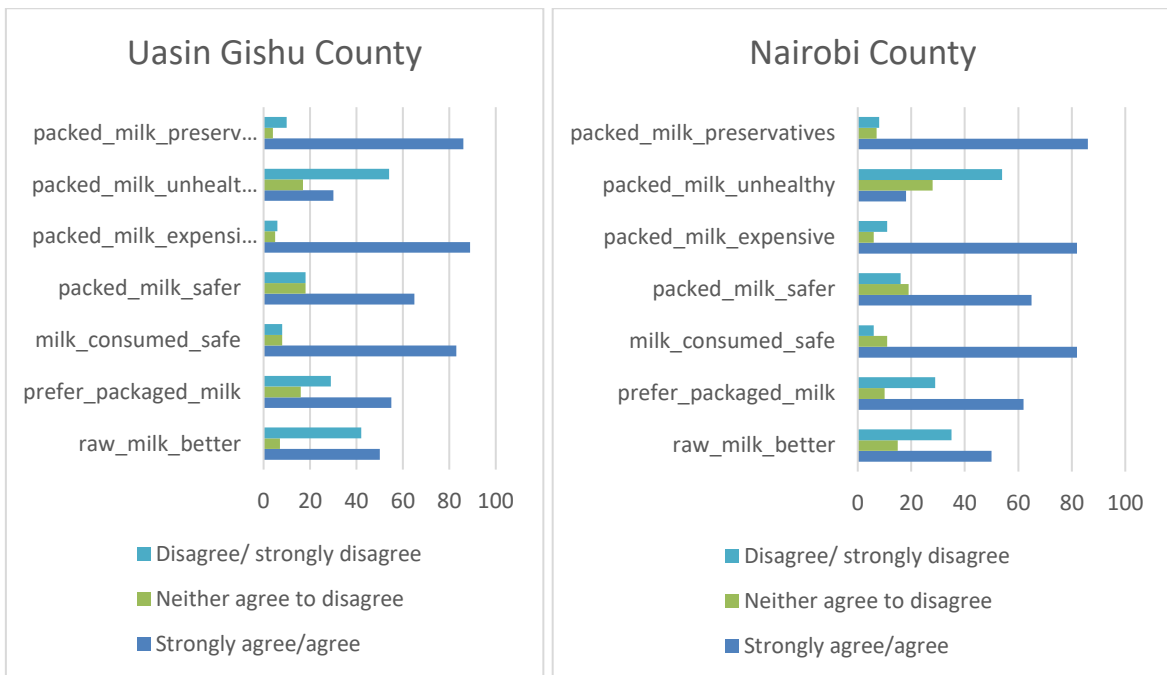 Uasin Gishu County
packed_milk_preserv...
packed_milk_unhealt...
packed_milk_expensi...
packed_milk_safer
milk_consumed_safe
prefer_packaged_milk
raw_milk_better
0 20 40 60 80 100
Disagree/ strongly disagree
Neither agree to disagree
Strongly agree/agree
Nairobi County
packed_milk_preservatives
packed_milk_unhealthy
packed_milk_expensive
packed_milk_safer
milk_consumed_safe
prefer_packaged_milk
raw_milk_better
0 20 40 60 80 100
Disagree/ strongly disagree
Neither agree to disagree
Strongly agree/agree